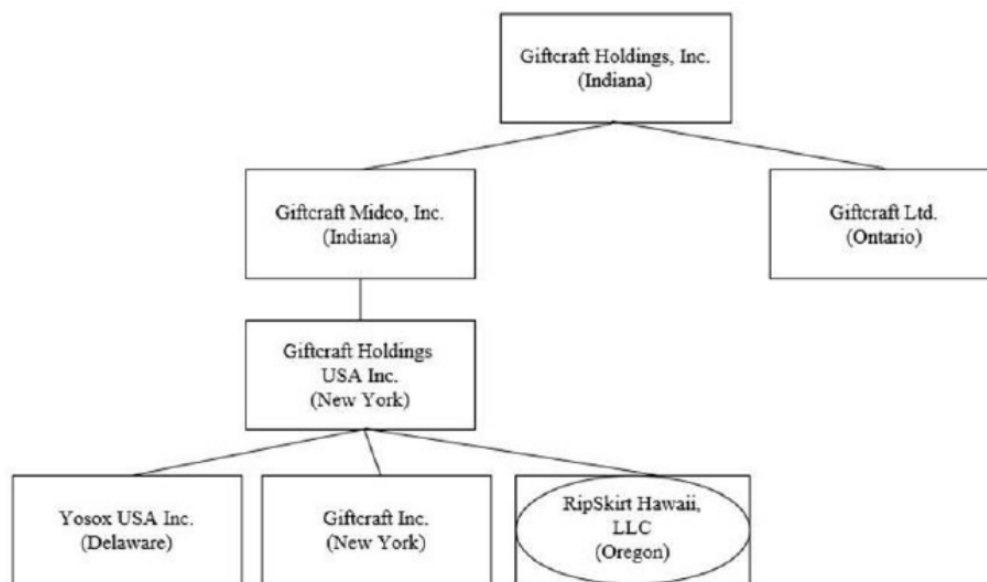 Giftcraft Holdings, Inc.
(Indiana)
Giftcraft Midco, Inc.
(Indiana)
Giftcraft Ltd.
(Ontario)
Giftcraft Holdings
USA Inc.
(New York)
Yosox USA Inc.
(Delaware)
Giftcraft Inc.
(New York)
RipSkirt Hawaii,
LLC
(Oregon)